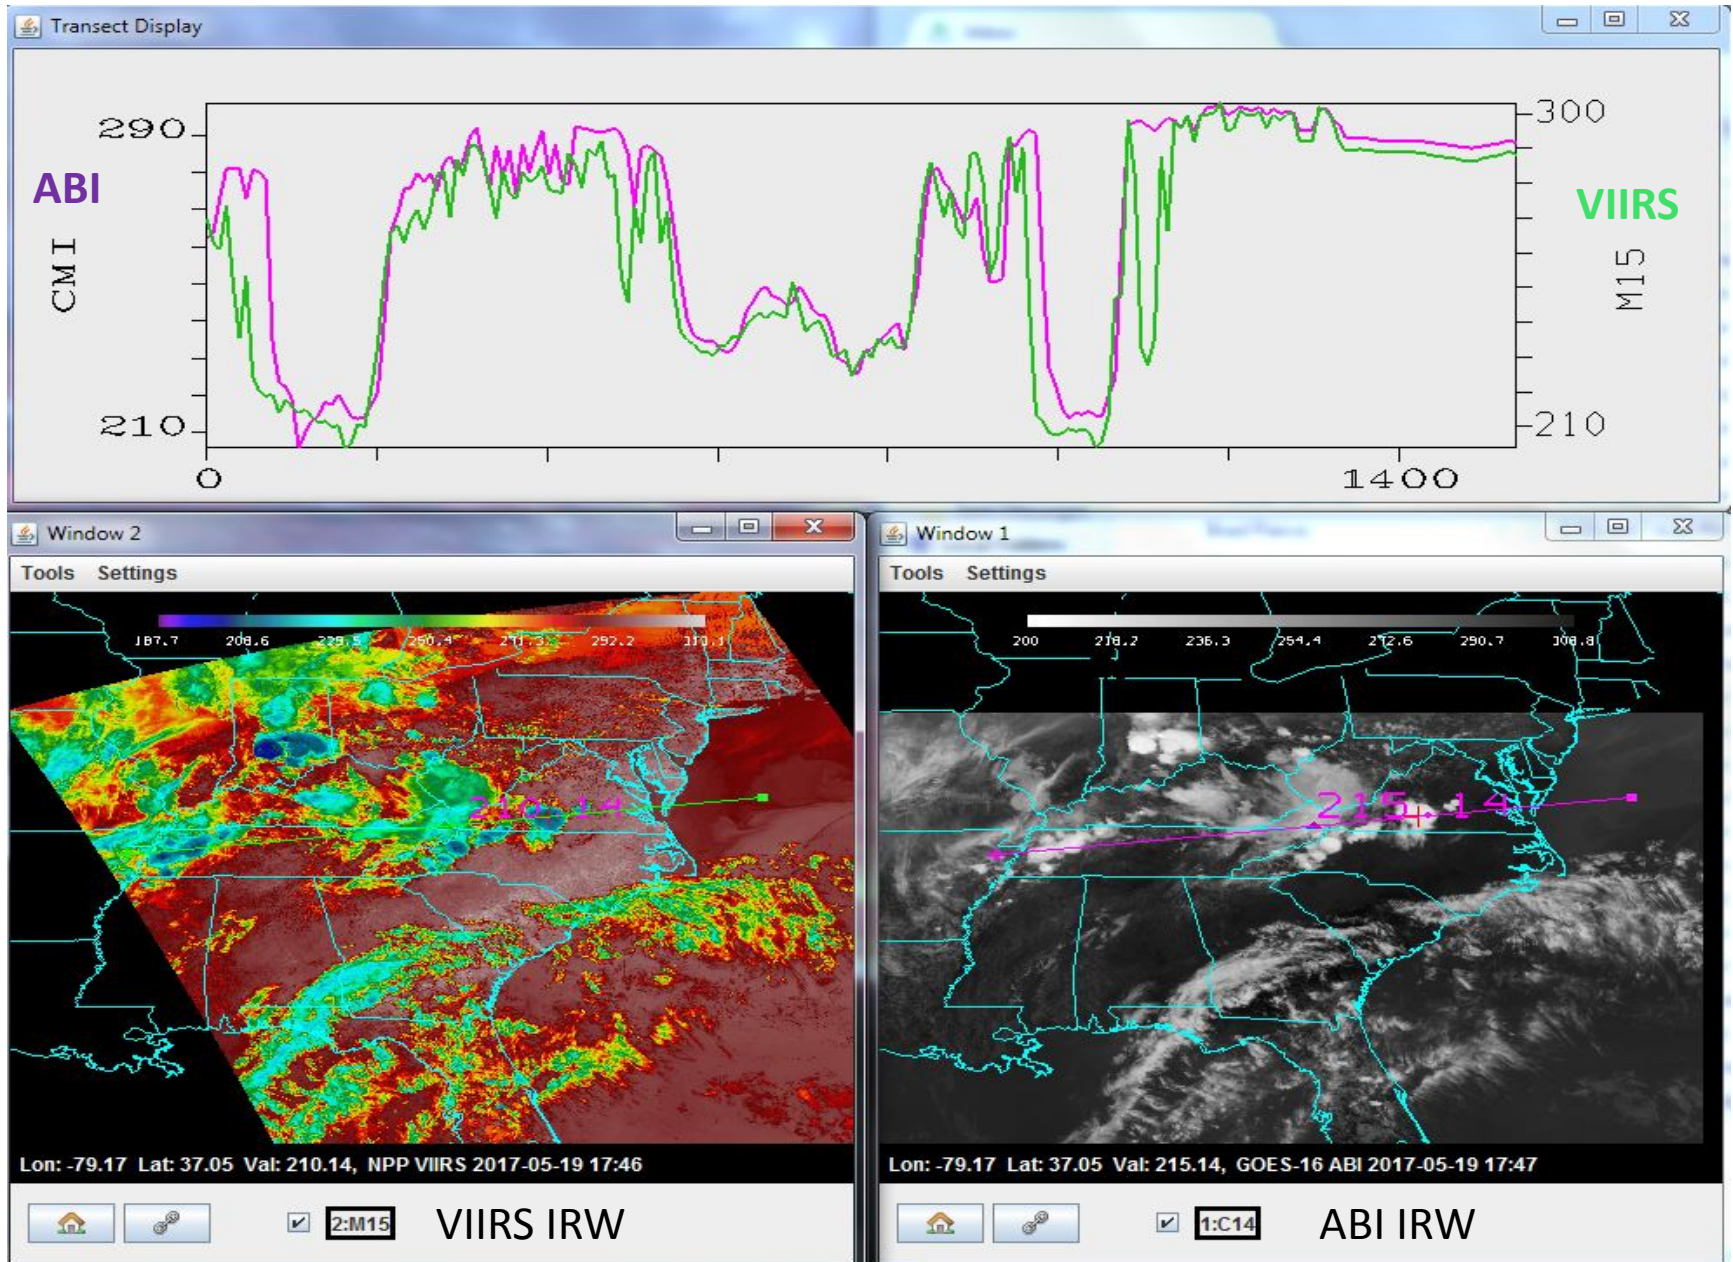 Transect Display
290
300
ABI
VIIRS
CMI
M15
210
210
0
1400
Window 2
Window 1
Tools Settings
Tools Settings
187.7 208.6 229.5 250.4 271.3 292.2 313.1
200 218.2 236.3 254.4 272.6 290.7 308.8
210.14
215.14
Lon: -79.17 Lat: 37.05 Val: 210.14, NPP VIIRS 2017-05-19 17:46
Lon: -79.17 Lat: 37.05 Val: 215.14, GOES-16 ABI 2017-05-19 17:47
2:M15
VIIRS IRW
1:C14
ABI IRW